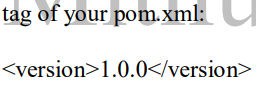 tag of your pom.xml:
<version>1.0.0</version>